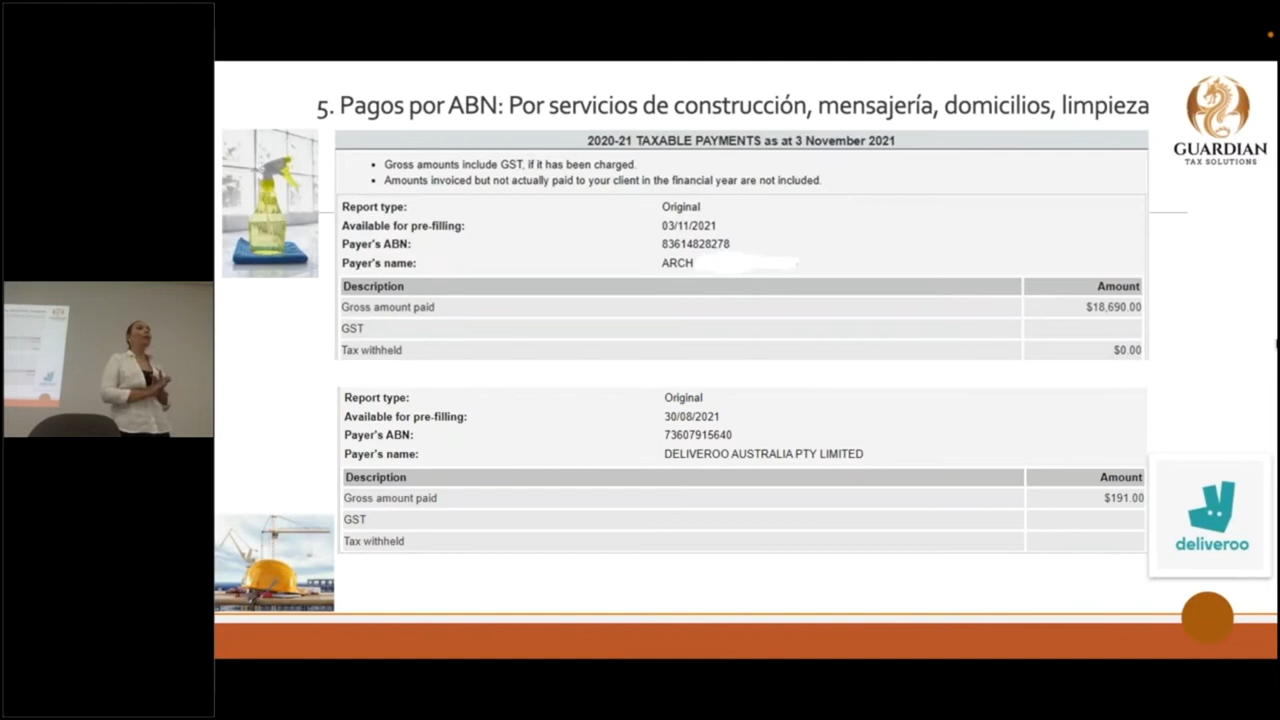 5. Pagos por ABN: Por servicios de construcción, mensajería, domicilios, limpieza
GUARDIAN
TAX SOLUTIONS
2020-21 TAXABLE PAYMENTS as at 3 November 2021
• Gross amounts include GST, if it has been charged.
• Amounts invoiced but not actually paid to your client in the financial year are not included.
Report type: Original
Available for pre-filling: 03/11/2021
Payer's ABN: 83614828278
Payer's name: ARCH
Description Amount
Gross amount paid $18,690.00
GST
Tax withheld $0.00
Report type: Original
Available for pre-filling: 30/08/2021
Payer's ABN: 73607915640
Payer's name: DELIVEROO AUSTRALIA PTY LIMITED
Description Amount
Gross amount paid $191.00
GST
Tax withheld
deliveroo